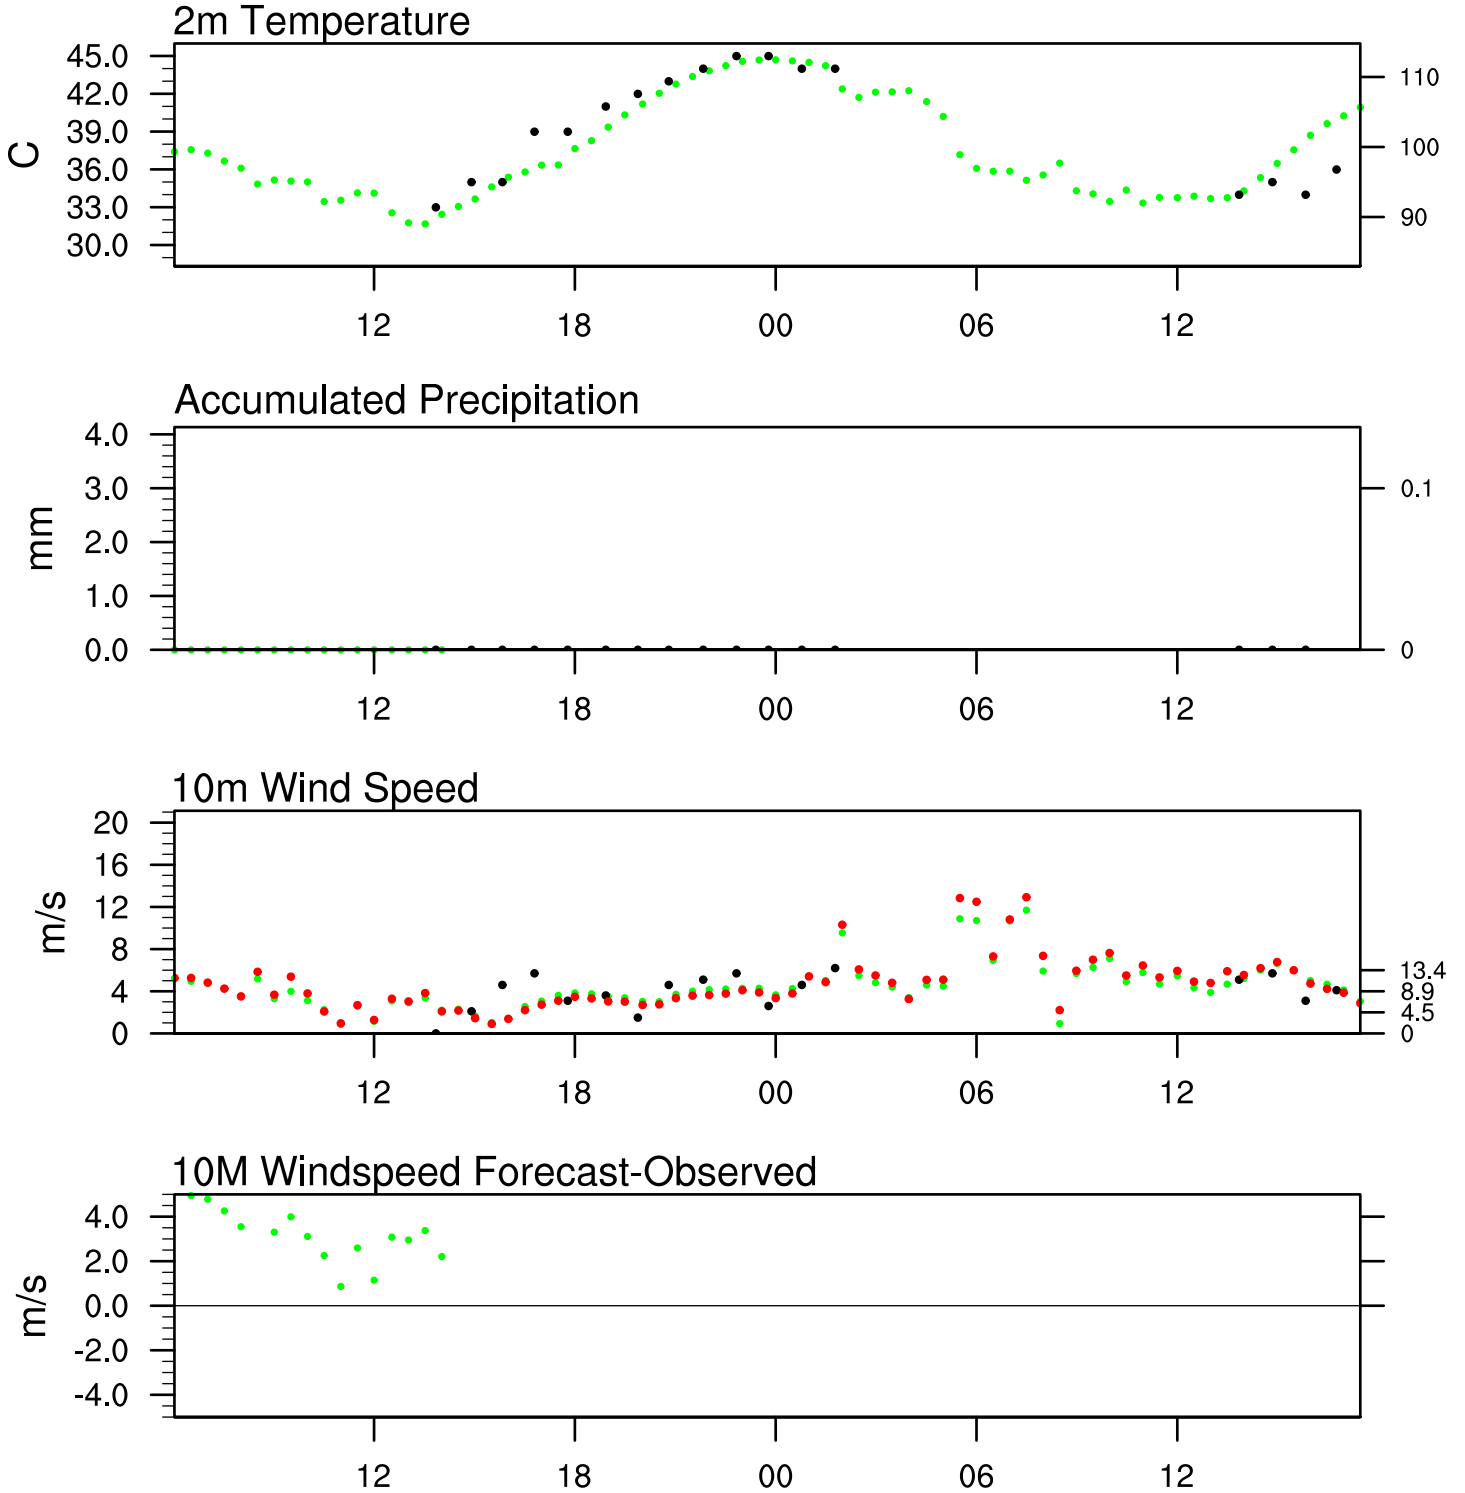 2m Temperature
45.0
42.0
39.0
36.0
33.0
30.0
C
110
100
90
12 18 00 06 12
Accumulated Precipitation
4.0
3.0
2.0
1.0
0.0
mm
0.1
0
12 18 00 06 12
10m Wind Speed
20
16
12
8
4
0
m/s
13.4
8.9
4.5
0
12 18 00 06 12
10M Windspeed Forecast-Observed
4.0
2.0
0.0
-2.0
-4.0
m/s
12 18 00 06 12